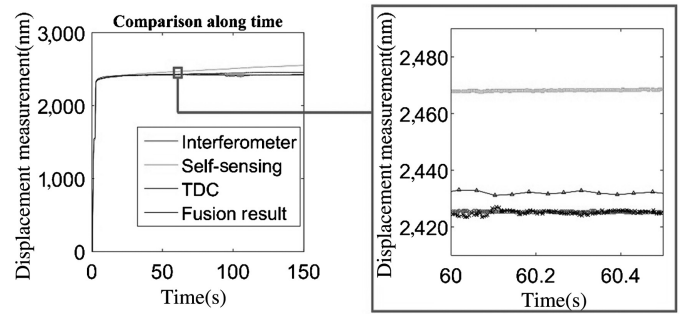 Comparison along time
Displacement measurement(nm)
3,000
2,000
1,000
0
Interferometer
Self-sensing
TDC
Fusion result
0
50
100
150
Time(s)
Displacement measurement(nm)
2,480
2,460
2,440
2,420
60
60.2
60.4
Time(s)